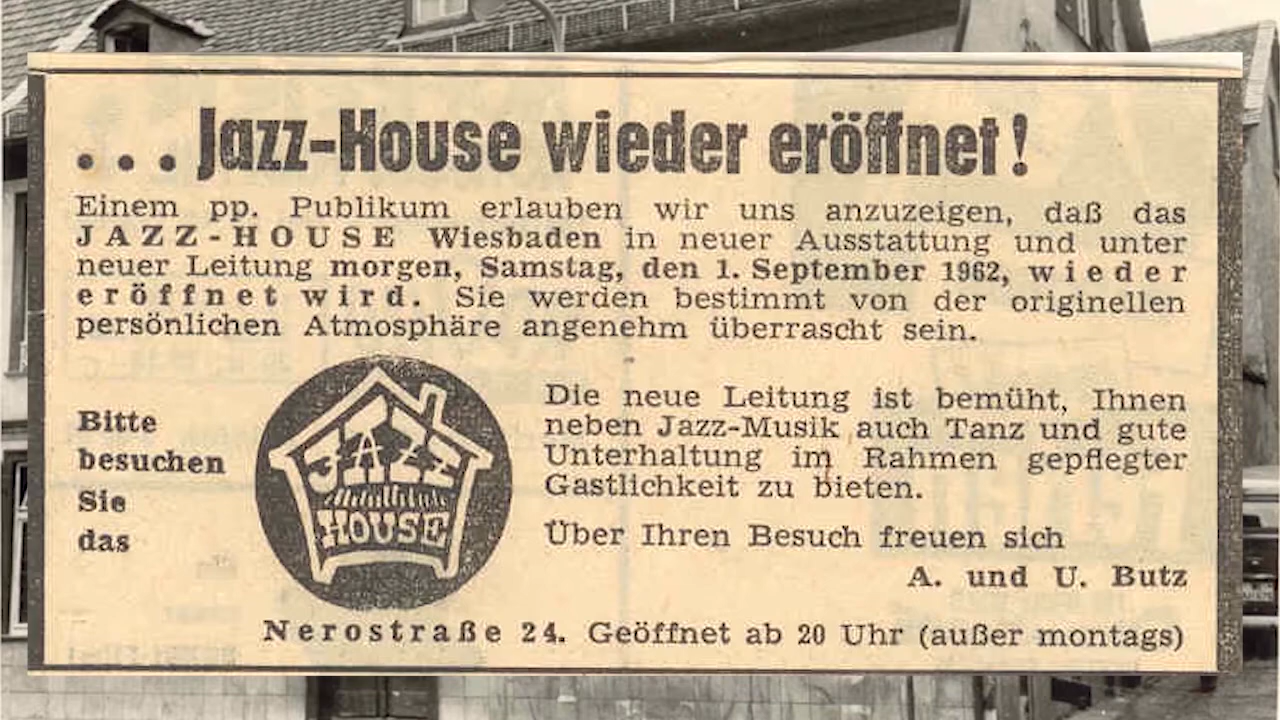 . . . Jazz-House wieder eröffnet!
Einem pp. Publikum erlauben wir uns anzuzeigen, daß das
JAZZ-HOUSE Wiesbaden in neuer Ausstattung und unter
neuer Leitung morgen, Samstag, den 1. September 1962, wieder
eröffnet wird. Sie werden bestimmt von der originellen
persönlichen Atmosphäre angenehm überrascht sein.
Bitte
besuchen
Sie
das
JAZZ
HOUSE
Die neue Leitung ist bemüht, Ihnen
neben Jazz-Musik auch Tanz und gute
Unterhaltung im Rahmen gepflegter
Gastlichkeit zu bieten.
Über Ihren Besuch freuen sich
A. und U. Butz
Nerostraße 24. Geöffnet ab 20 Uhr (außer montags)